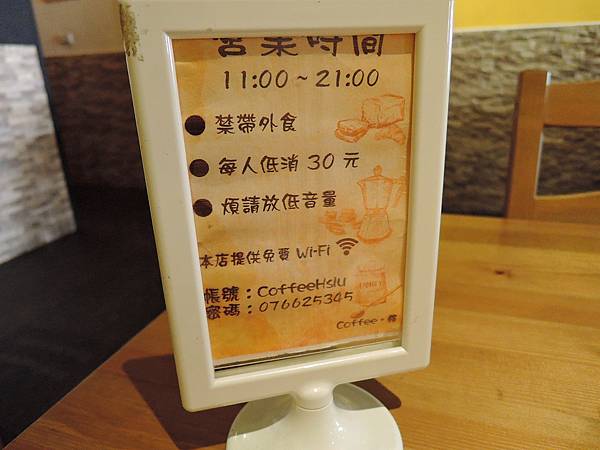 營業時間
11:00～21:00
● 禁帶外食
● 每人低消 30 元
● 煩請放低音量
本店提供免費 Wi-Fi
帳號：CoffeeHsiu
密碼：076625345
Coffee·